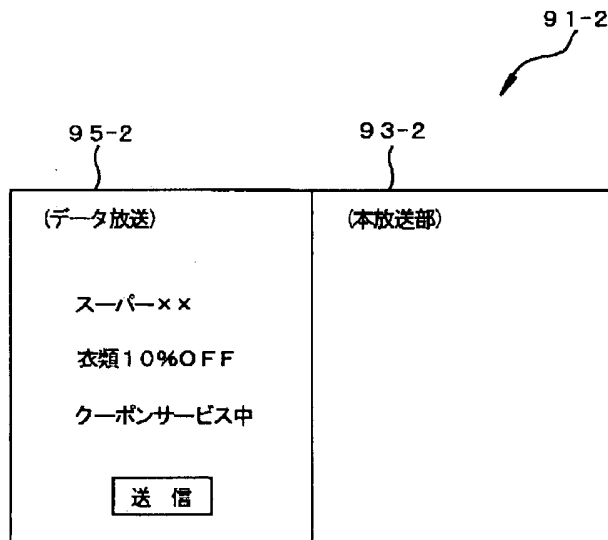 91-2
95-2
93-2
(データ放送)
(本放送部)
スーパー××
衣類10%OFF
クーポンサービス中
送 信